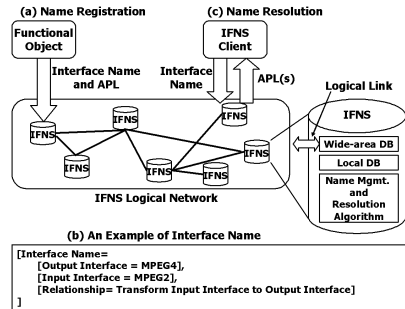 (a) Name Registration
(c) Name Resolution
Functional
Object
IFNS
Client
Interface Name
and APL
Interface
Name
APL(s)
Logical Link
IFNS
IFNS
IFNS
IFNS
IFNS
IFNS
IFNS
IFNS
Wide-area DB
Local DB
Name Mgmt.
and
Resolution
Algorithm
IFNS Logical Network
(b) An Example of Interface Name
[Interface Name=
[Output Interface = MPEG4],
[Input Interface = MPEG2],
[Relationship= Transform Input Interface to Output Interface]
]